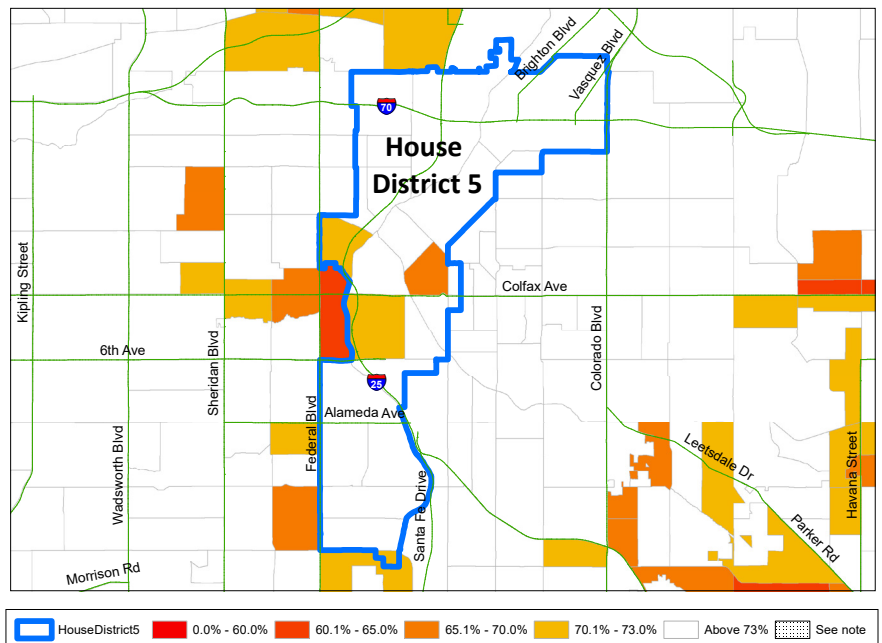 Brighton Blvd
Vasquez Blvd
70
House
District 5
Kipling Street
Colfax Ave
6th Ave
Sheridan Blvd
Colorado Blvd
25
Alameda Ave
Federal Blvd
Wadsworth Blvd
Santa Fe Drive
Leetsdale Dr
Havana Street
Parker Rd
Morrison Rd
HouseDistrict5 0.0% - 60.0% 60.1% - 65.0% 65.1% - 70.0% 70.1% - 73.0% Above 73% See note